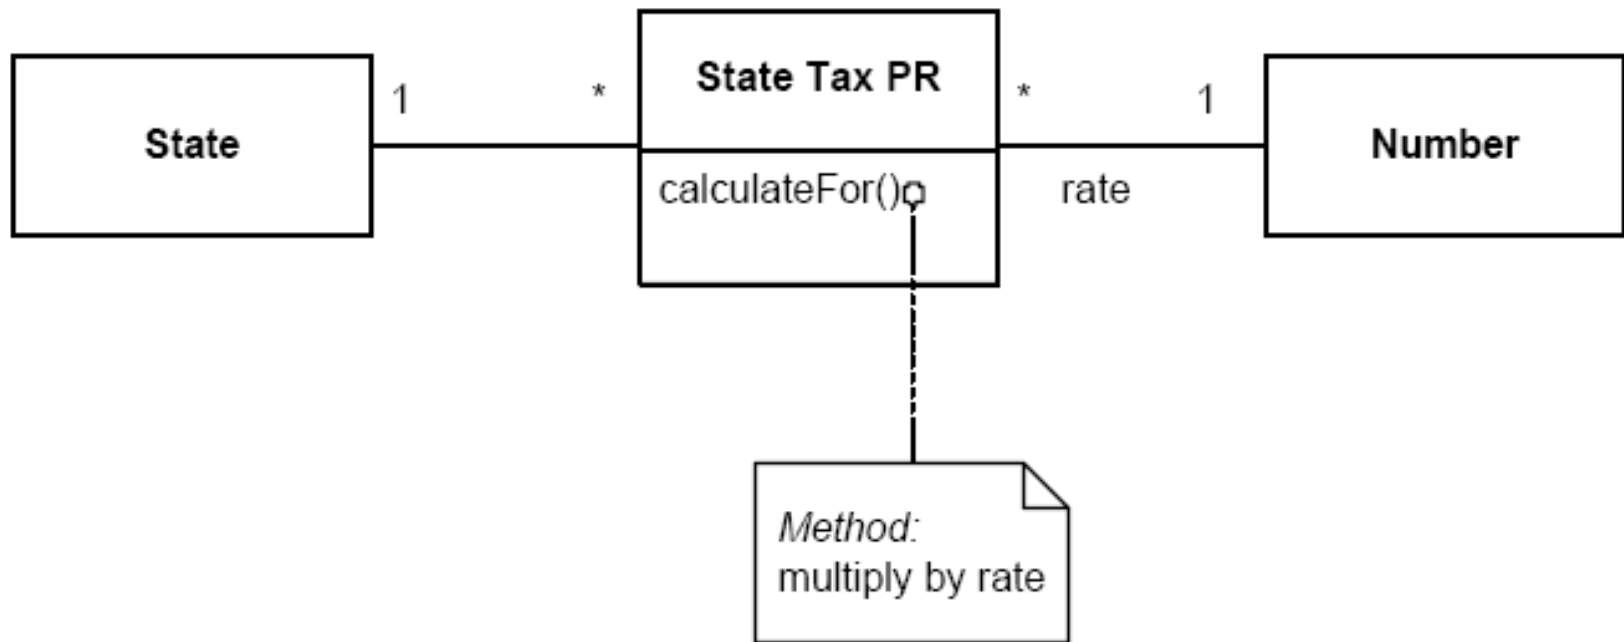 State
1
*
State Tax PR
calculateFor()
*
1
rate
Number
Method:
multiply by rate